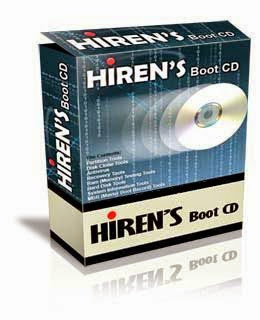 HIREN'S Boot CD
HIREN'S Boot CD
Partition Tools
Disk Clone Tools
Antivirus
Recovery Tools
Ram (Memory) Testing Tools
Hard Disk Tools
System Information Tools
MBR (Master Boot Record) Tools
HIREN'S Boot CD